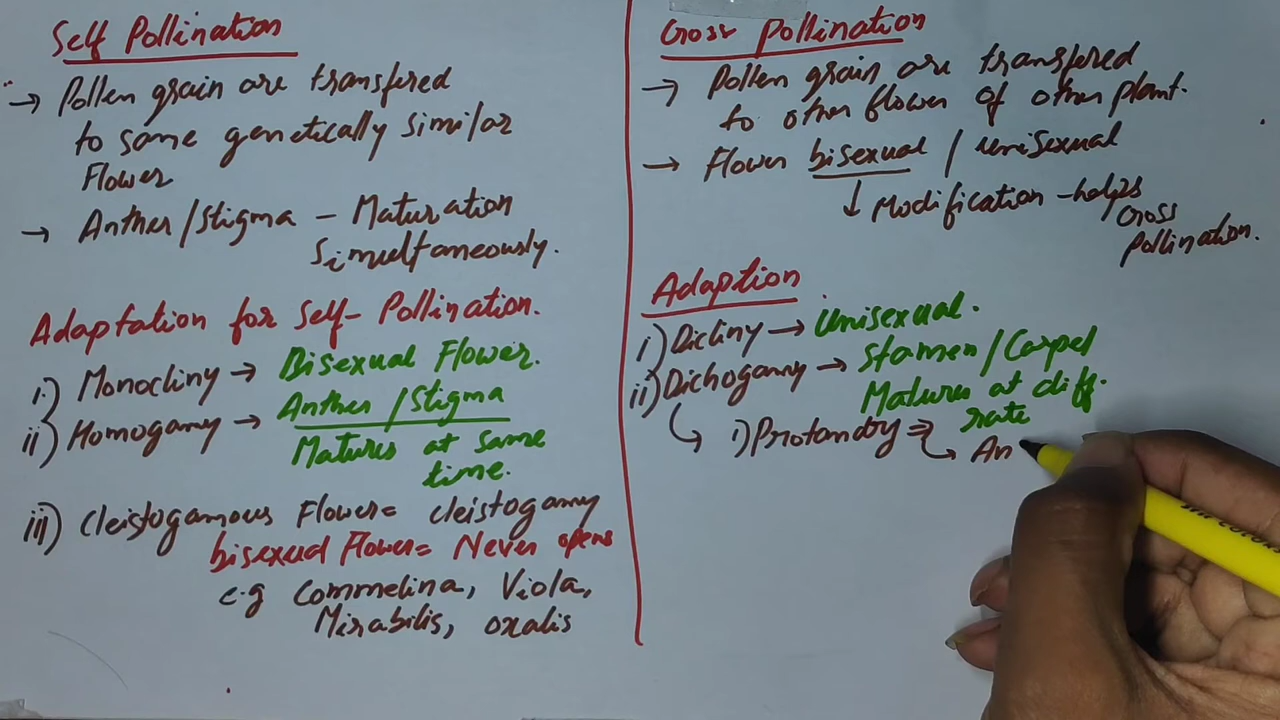 Self Pollination
→ Pollen grain are transfered
to same genetically similar
Flower
→ Anther/Stigma - Maturation
Simultaneously.
Adaptation for Self-Pollination.
i) Monocliny → Bisexual Flower.
ii) Homogamy → Anther/Stigma
Matures at same
time.
iii) Cleistogamous Flower = Cleistogamy
bisexual Flower = Never opens
e.g Commelina, Viola,
Mirabilis, oxalis
Cross pollination
→ Pollen grain are transfered
to other flower of other plant.
→ Flower bisexual / unisexual
↓ Modification - helps
Cross
pollination.
Adaption
i) Dicliny → Unisexual.
ii) Dichogamy → Stamen/Carpel
Matures at diff.
rate
i) Protandry ⇒
An